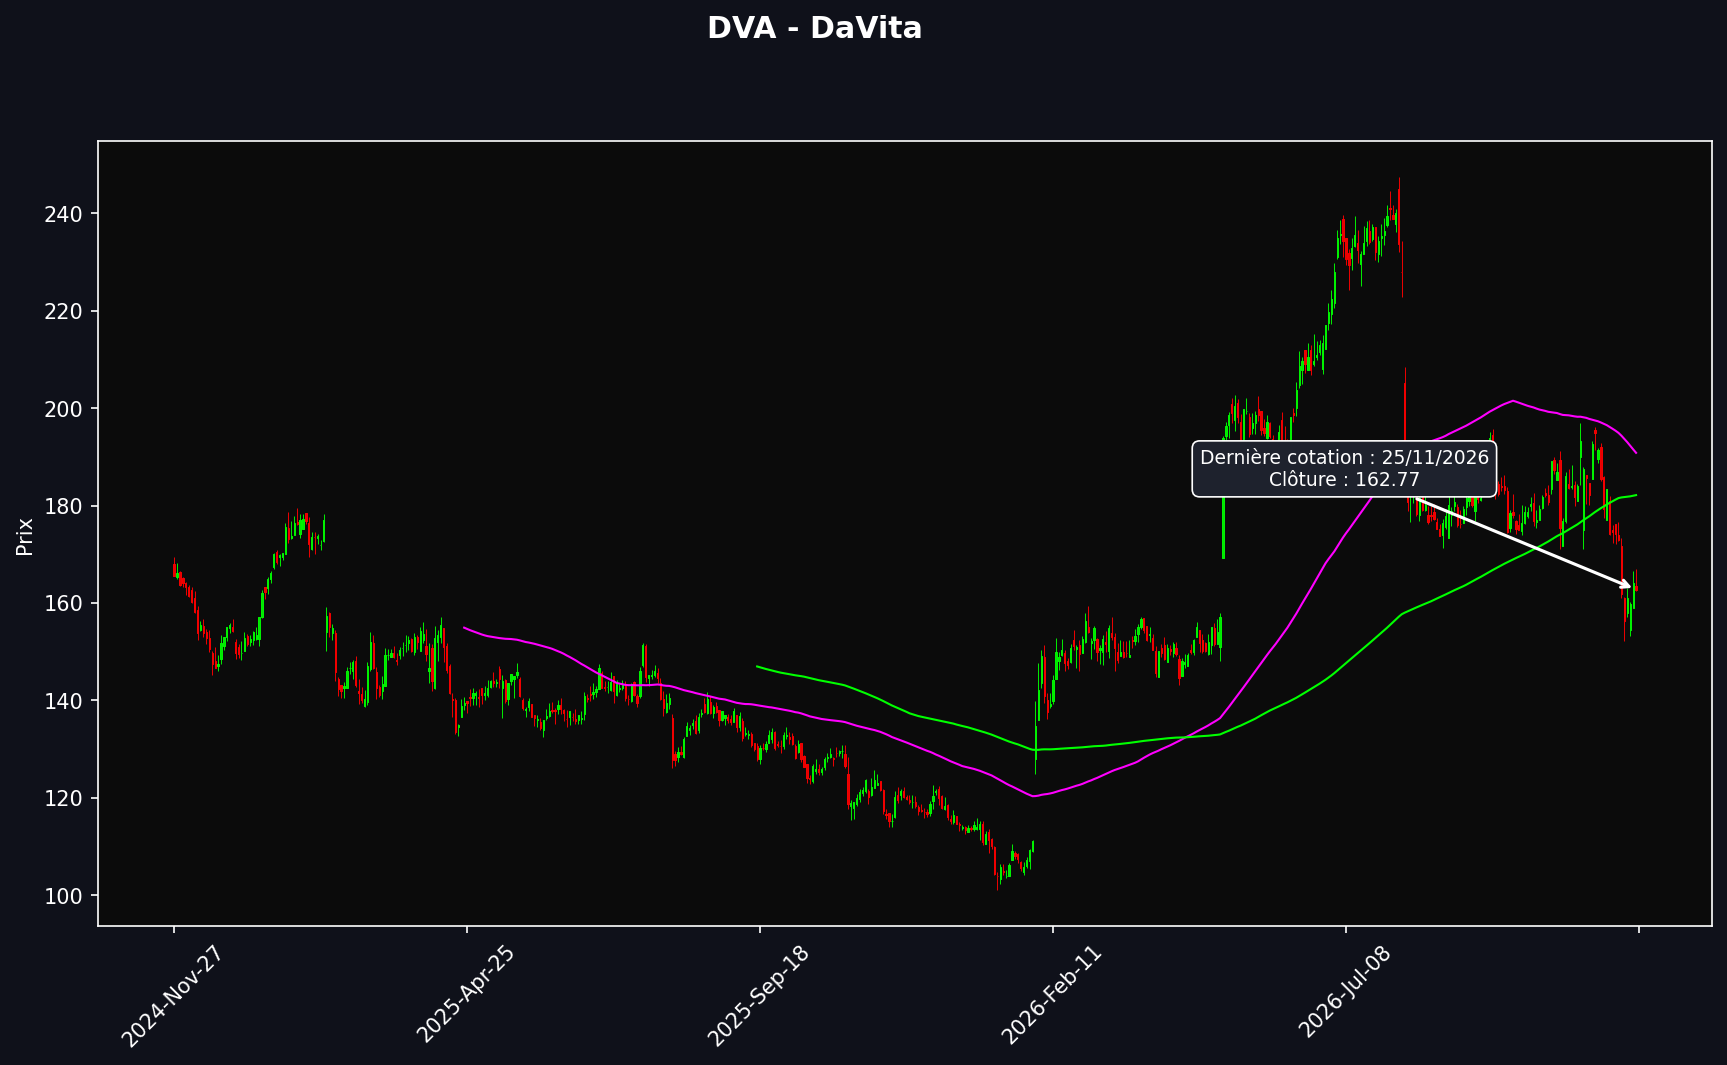 DVA - DaVita
Prix
240
220
200
180
160
140
120
100
Dernière cotation : 25/11/2026
Clôture : 162.77
2024-Nov-27
2025-Apr-25
2025-Sep-18
2026-Feb-11
2026-Jul-08